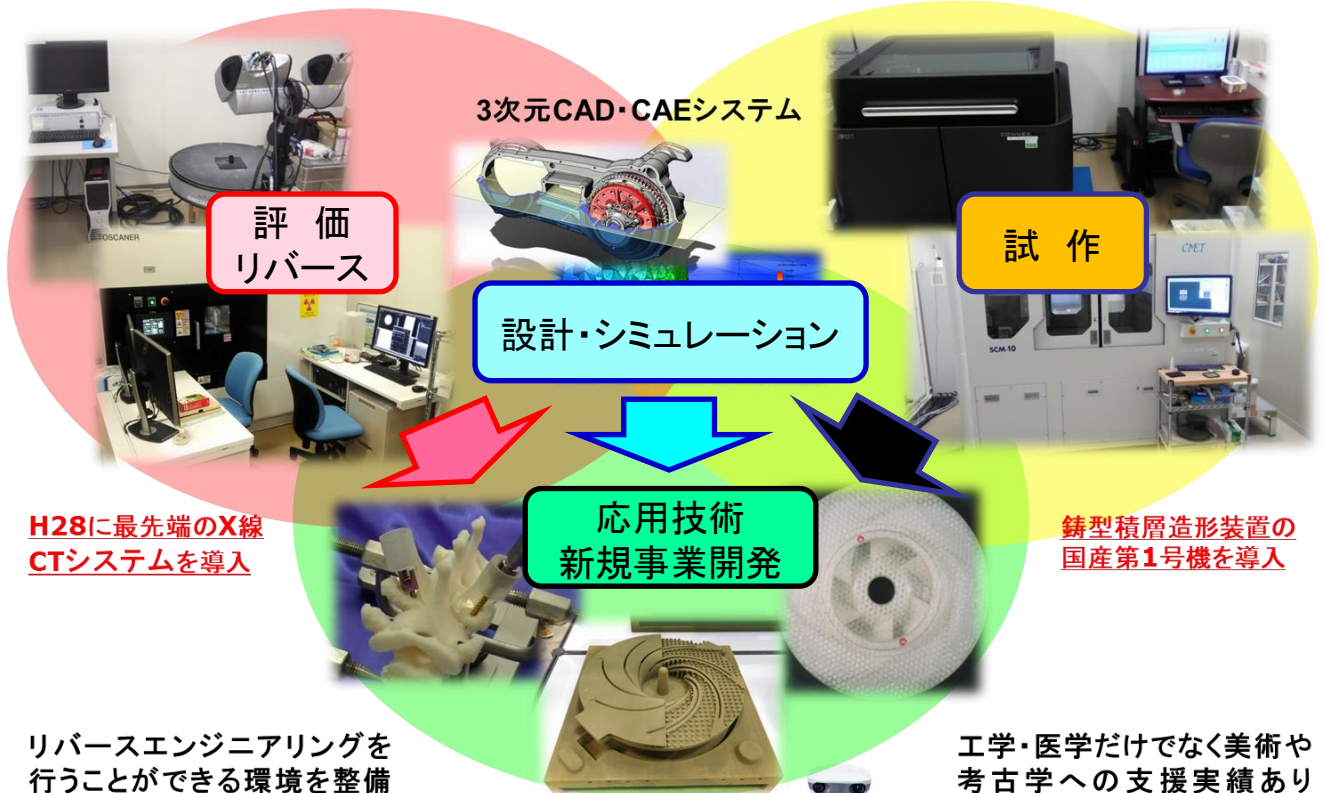 3次元CAD・CAEシステム
TOSCANER
評 価
リバース
試 作
CMET
SCM-10
設計・シミュレーション
応用技術
新規事業開発
H28に最先端のX線
CTシステムを導入
鋳型積層造形装置の
国産第1号機を導入
リバースエンジニアリングを
行うことができる環境を整備
工学・医学だけでなく美術や
考古学への支援実績あり